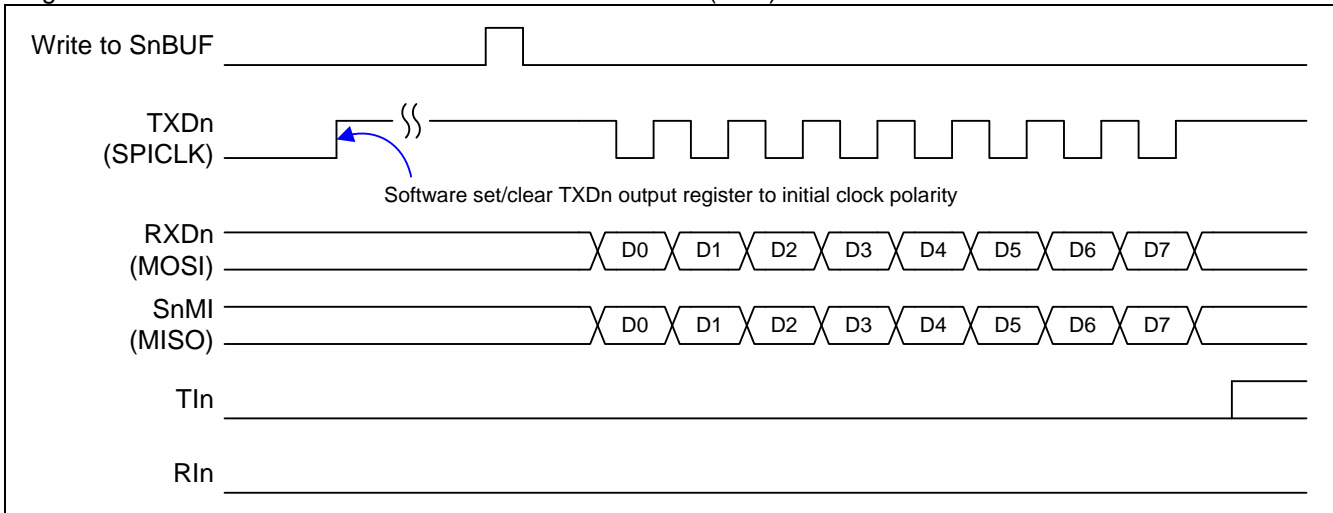 Write to SnBUF
TXDn
(SPICLK)
Software set/clear TXDn output register to initial clock polarity
RXDn
(MOSI)
D0 D1 D2 D3 D4 D5 D6 D7
SnMI
(MISO)
D0 D1 D2 D3 D4 D5 D6 D7
TIn
RIn